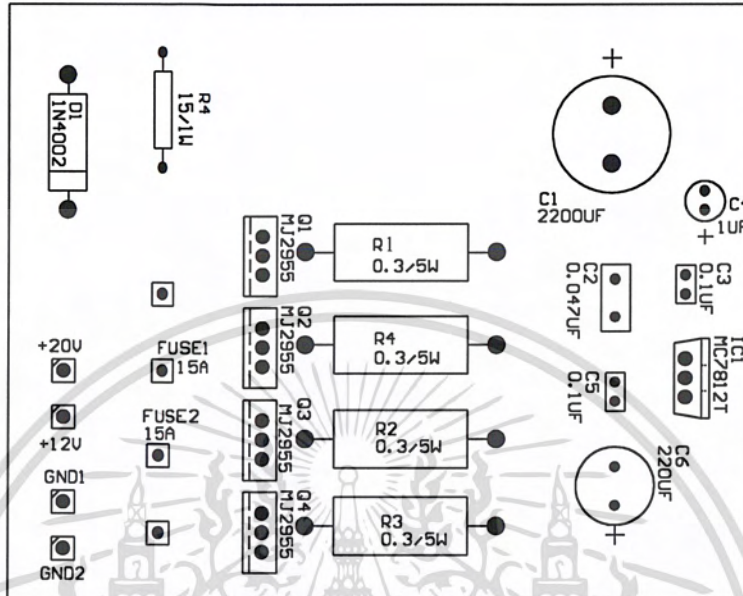 D1
1N4002
R4
15/1W
C1
2200UF
C4
1UF
Q1
MJ2955
R1
0.3/5W
C2
0.047UF
C3
0.1UF
+20V
FUSE1
15A
Q2
MJ2955
R4
0.3/5W
IC1
MC7812T
C5
0.1UF
+12V
FUSE2
15A
Q3
MJ2955
R2
0.3/5W
C6
220UF
GND1
GND2
Q4
MJ2955
R3
0.3/5W